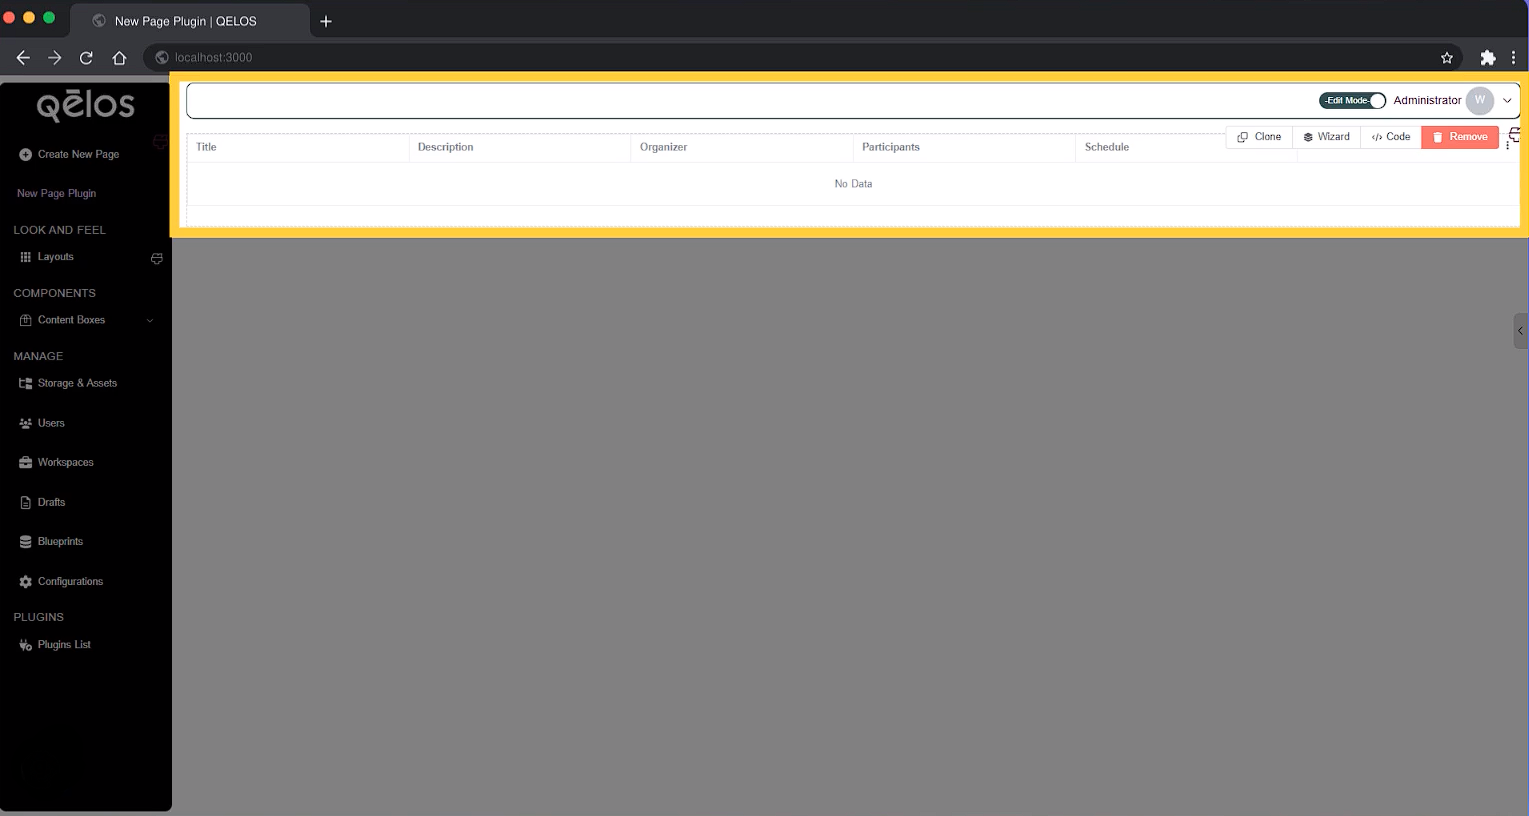 New Page Plugin | QELOS
localhost:3000
qēlos
-Edit Mode- Administrator W
Create New Page
Clone Wizard </> Code Remove
Title Description Organizer Participants Schedule
No Data
New Page Plugin
LOOK AND FEEL
Layouts
COMPONENTS
Content Boxes
MANAGE
Storage & Assets
Users
Workspaces
Drafts
Blueprints
Configurations
PLUGINS
Plugins List